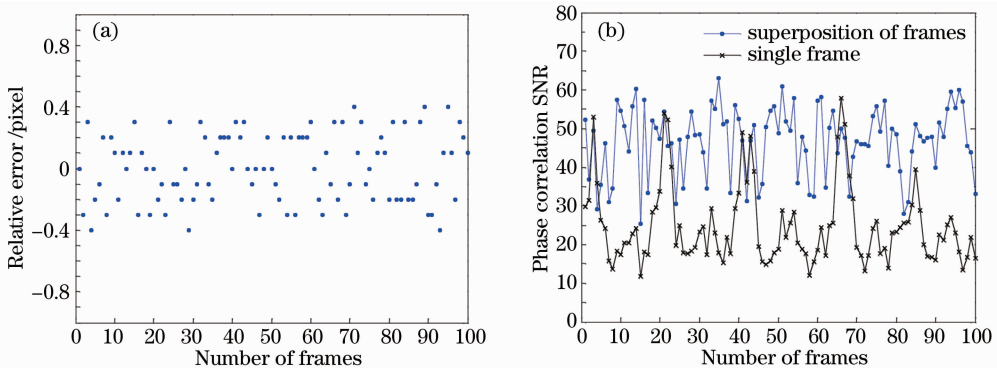 (a)
0.8
0.4
0
−0.4
−0.8
Relative error /pixel
0 10 20 30 40 50 60 70 80 90 100
Number of frames
(b)
superposition of frames
single frame
80
70
60
50
40
30
20
10
0
Phase correlation SNR
0 10 20 30 40 50 60 70 80 90 100
Number of frames